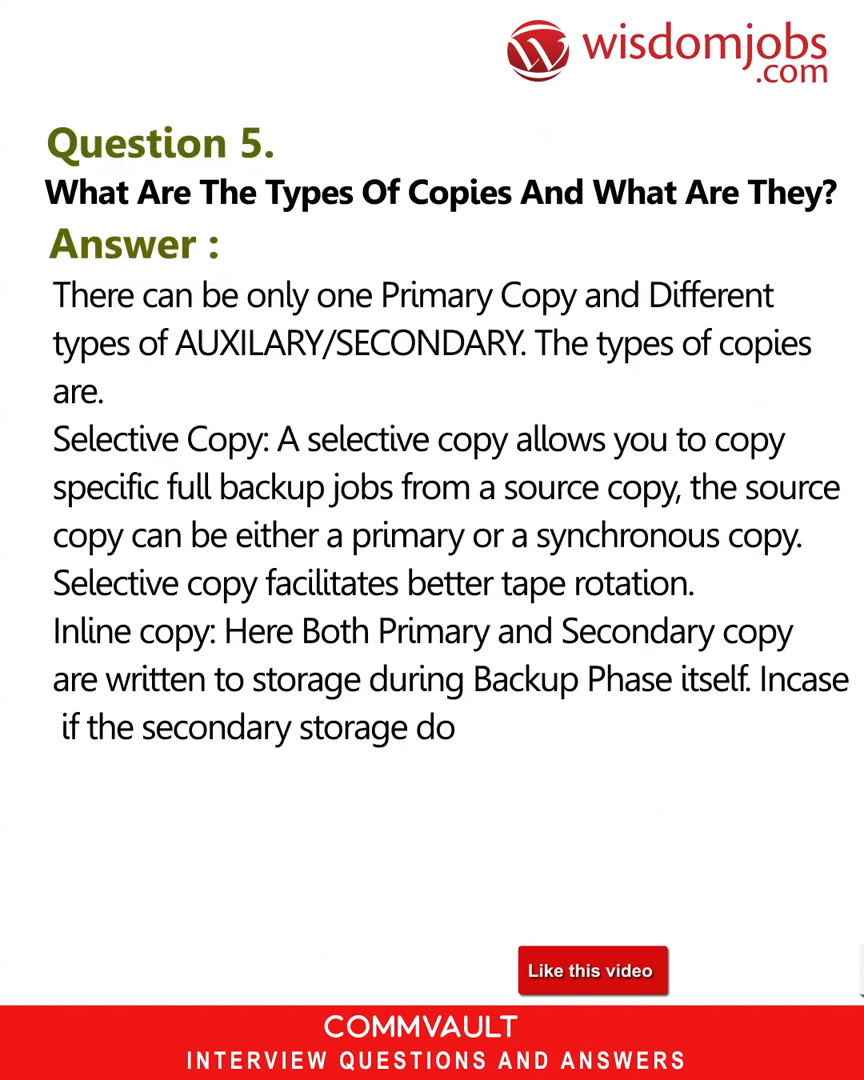 wisdomjobs
.com
Question 5.
What Are The Types Of Copies And What Are They?
Answer :
There can be only one Primary Copy and Different
types of AUXILARY/SECONDARY. The types of copies
are.
Selective Copy: A selective copy allows you to copy
specific full backup jobs from a source copy, the source
copy can be either a primary or a synchronous copy.
Selective copy facilitates better tape rotation.
Inline copy: Here Both Primary and Secondary copy
are written to storage during Backup Phase itself. Incase
if the secondary storage do
Like this video
COMMVAULT
INTERVIEW QUESTIONS AND ANSWERS